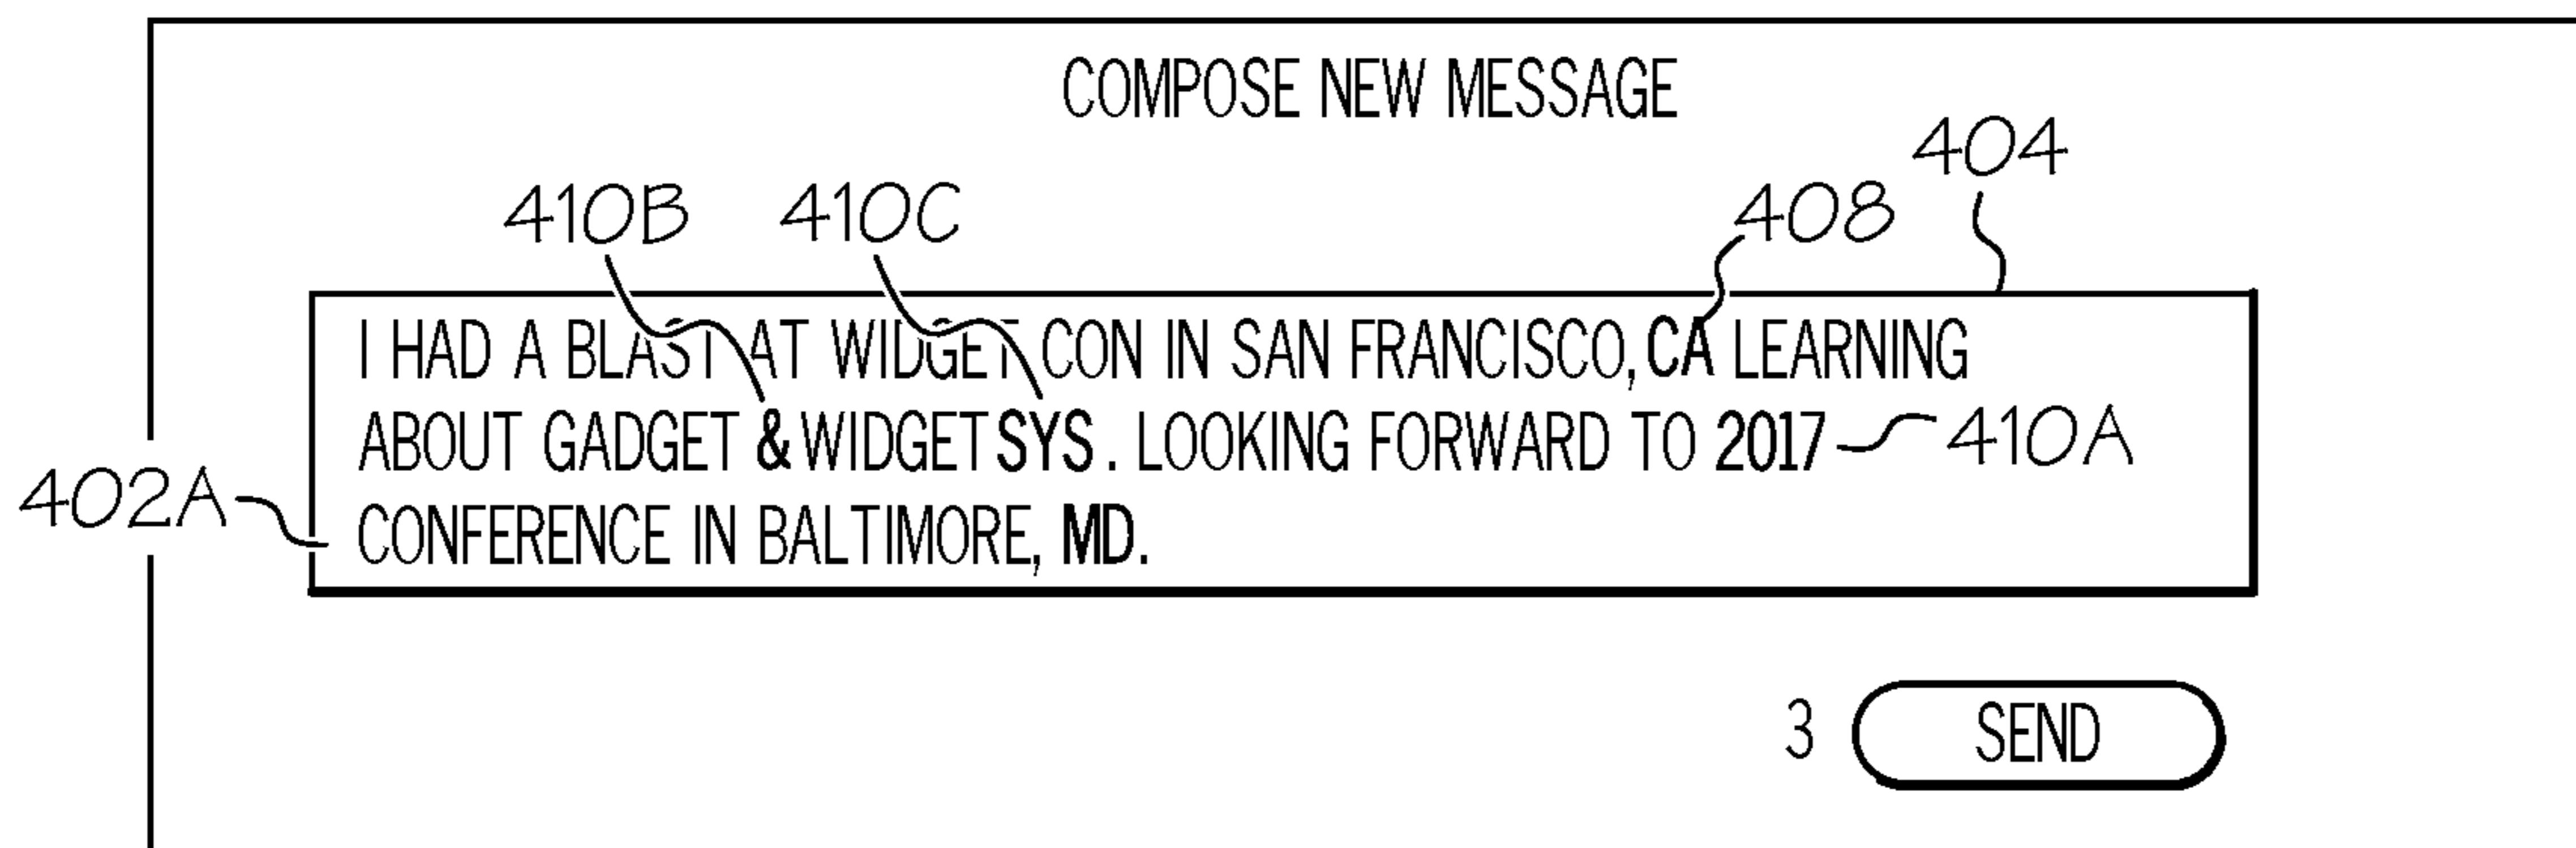 COMPOSE NEW MESSAGE
404
410B 410C 408
I HAD A BLAST AT WIDGET CON IN SAN FRANCISCO, CA LEARNING
ABOUT GADGET & WIDGET SYS. LOOKING FORWARD TO 2017 410A
402A CONFERENCE IN BALTIMORE, MD.
3 SEND